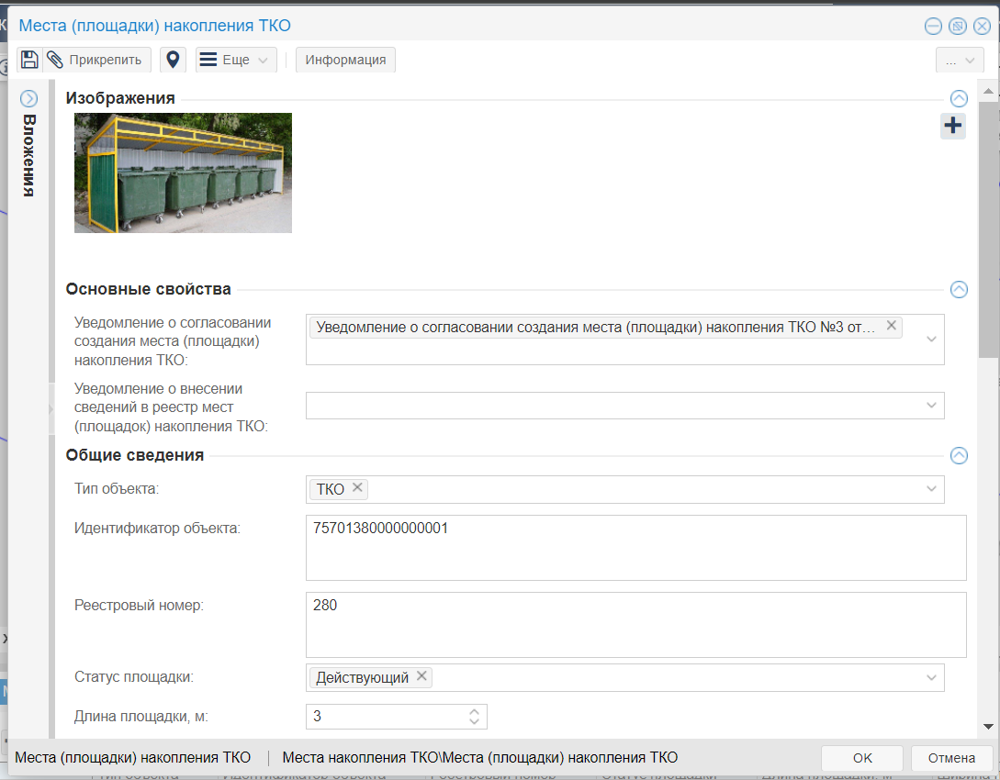 Места (площадки) накопления ТКО
Прикрепить
Еще
Информация
...
Вложения
Изображения
Основные свойства
Уведомление о согласовании
создания места (площадки)
накопления ТКО:
Уведомление о согласовании создания места (площадки) накопления ТКО №3 от...
Уведомление о внесении
сведений в реестр мест
(площадок) накопления ТКО:
Общие сведения
Тип объекта:
ТКО
Идентификатор объекта:
75701380000000001
Реестровый номер:
280
Статус площадки:
Действующий
Длина площадки, м:
3
Места (площадки) накопления ТКО
Места накопления ТКО\Места (площадки) накопления ТКО
OK
Отмена